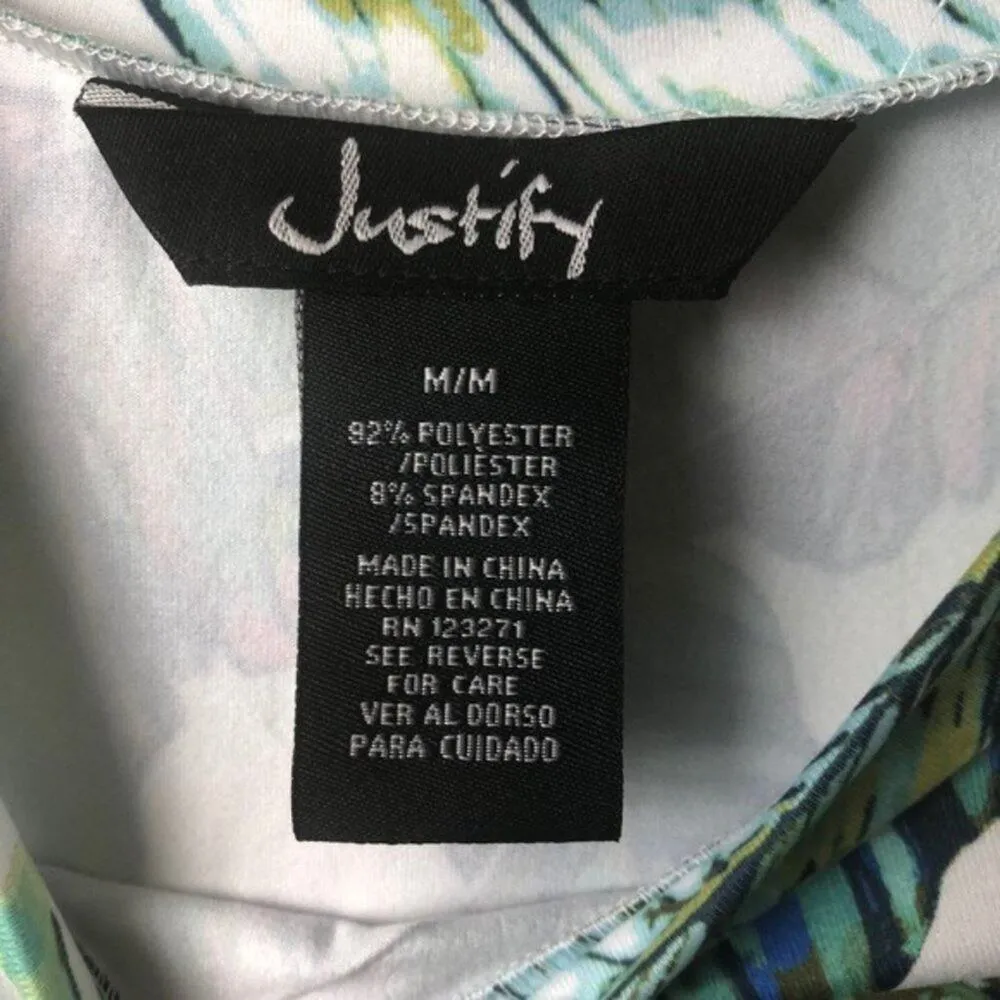 Justify
M/M
92% POLYESTER
/POLIÈSTER
8% SPANDEX
/SPANDEX
MADE IN CHINA
HECHO EN CHINA
RN 123271
SEE REVERSE
FOR CARE
VER AL DORSO
PARA CUIDADO